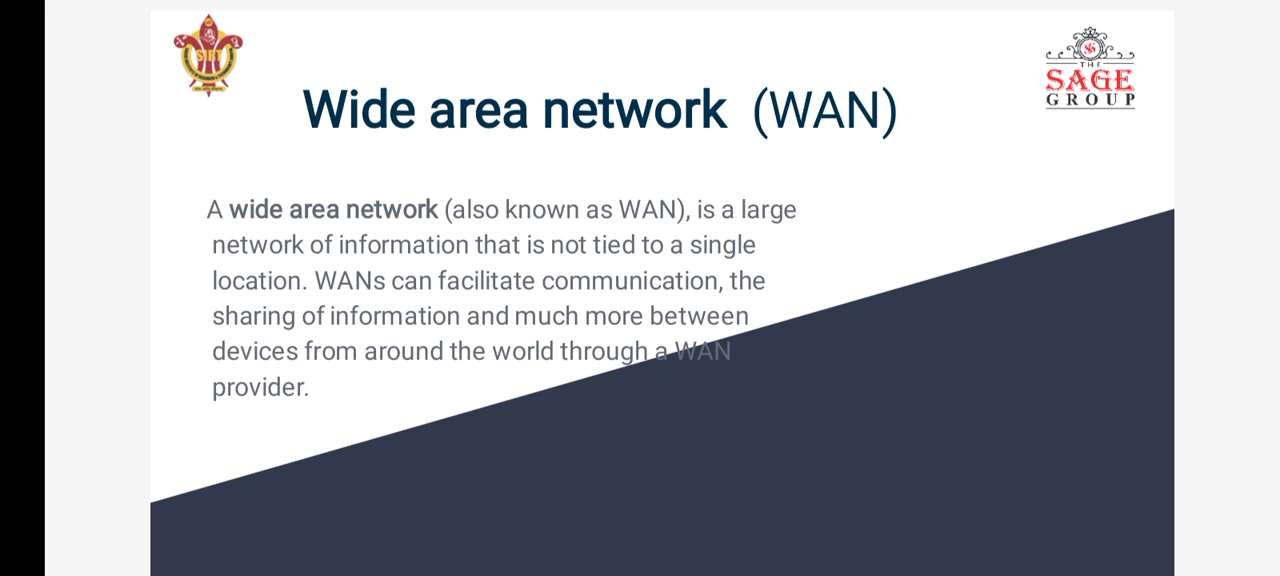 SIRT
THE
SAGE
GROUP
Wide area network (WAN)
A wide area network (also known as WAN), is a large
network of information that is not tied to a single
location. WANs can facilitate communication, the
sharing of information and much more between
devices from around the world through a WAN
provider.